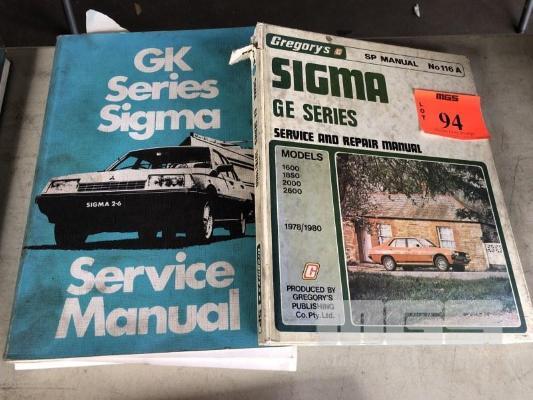 GK
Series
Sigma
SIGMA 2·6
Service
Manual
Gregory's G
SP MANUAL No 116 A
SIGMA
GE SERIES
SERVICE AND REPAIR MANUAL
MGS
LOT
94
MODELS
1600
1850
2000
2600
1978/1980
G
PRODUCED BY
GREGORY'S
PUBLISHING
Co. Pty. Ltd.
MGS